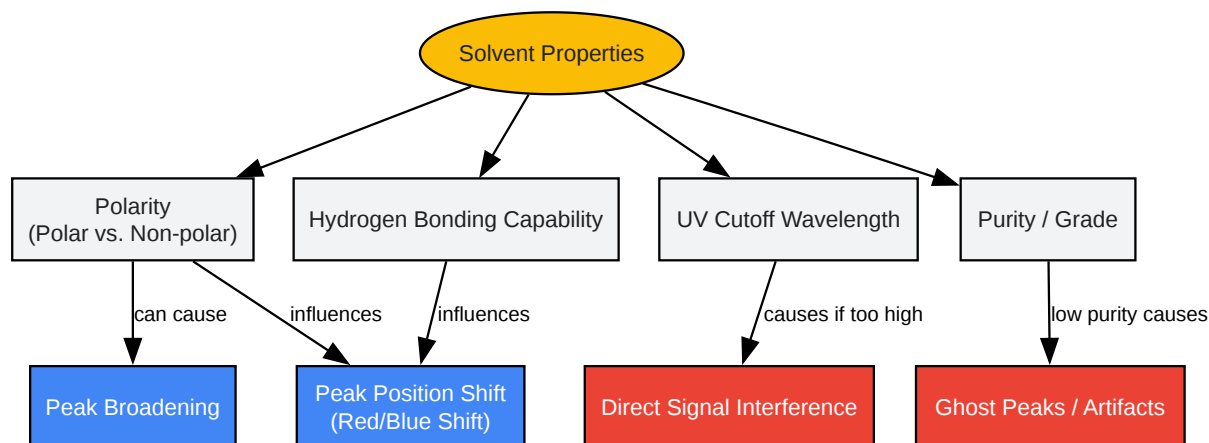 Solvent Properties
Polarity
(Polar vs. Non-polar)
Hydrogen Bonding Capability
UV Cutoff Wavelength
Purity / Grade
can cause
influences
influences
causes if too high
low purity causes
Peak Broadening
Peak Position Shift
(Red/Blue Shift)
Direct Signal Interference
Ghost Peaks / Artifacts